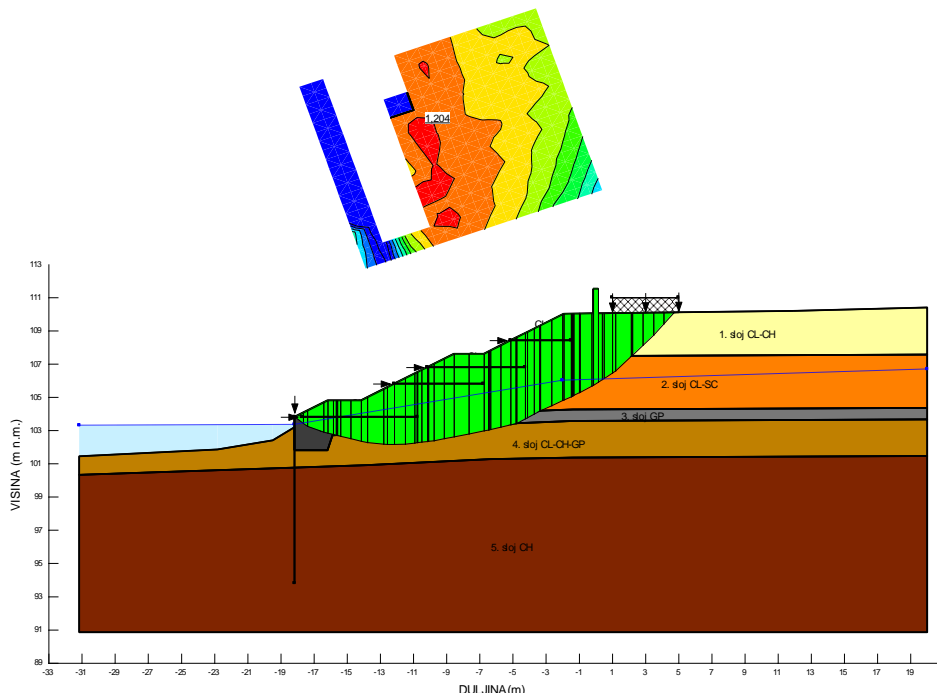 1.204
113
111
109
107
105
103
101
99
97
95
93
91
89
VISINA (m n.m.)
1. sloj CL-CH
2. sloj CL-SC
3. sloj GP
4. sloj CL-CH-GP
5. sloj CH
-33 -31 -29 -27 -25 -23 -21 -19 -17 -15 -13 -11 -9 -7 -5 -3 -1 1 3 5 7 9 11 13 15 17 19
DULJINA (m)